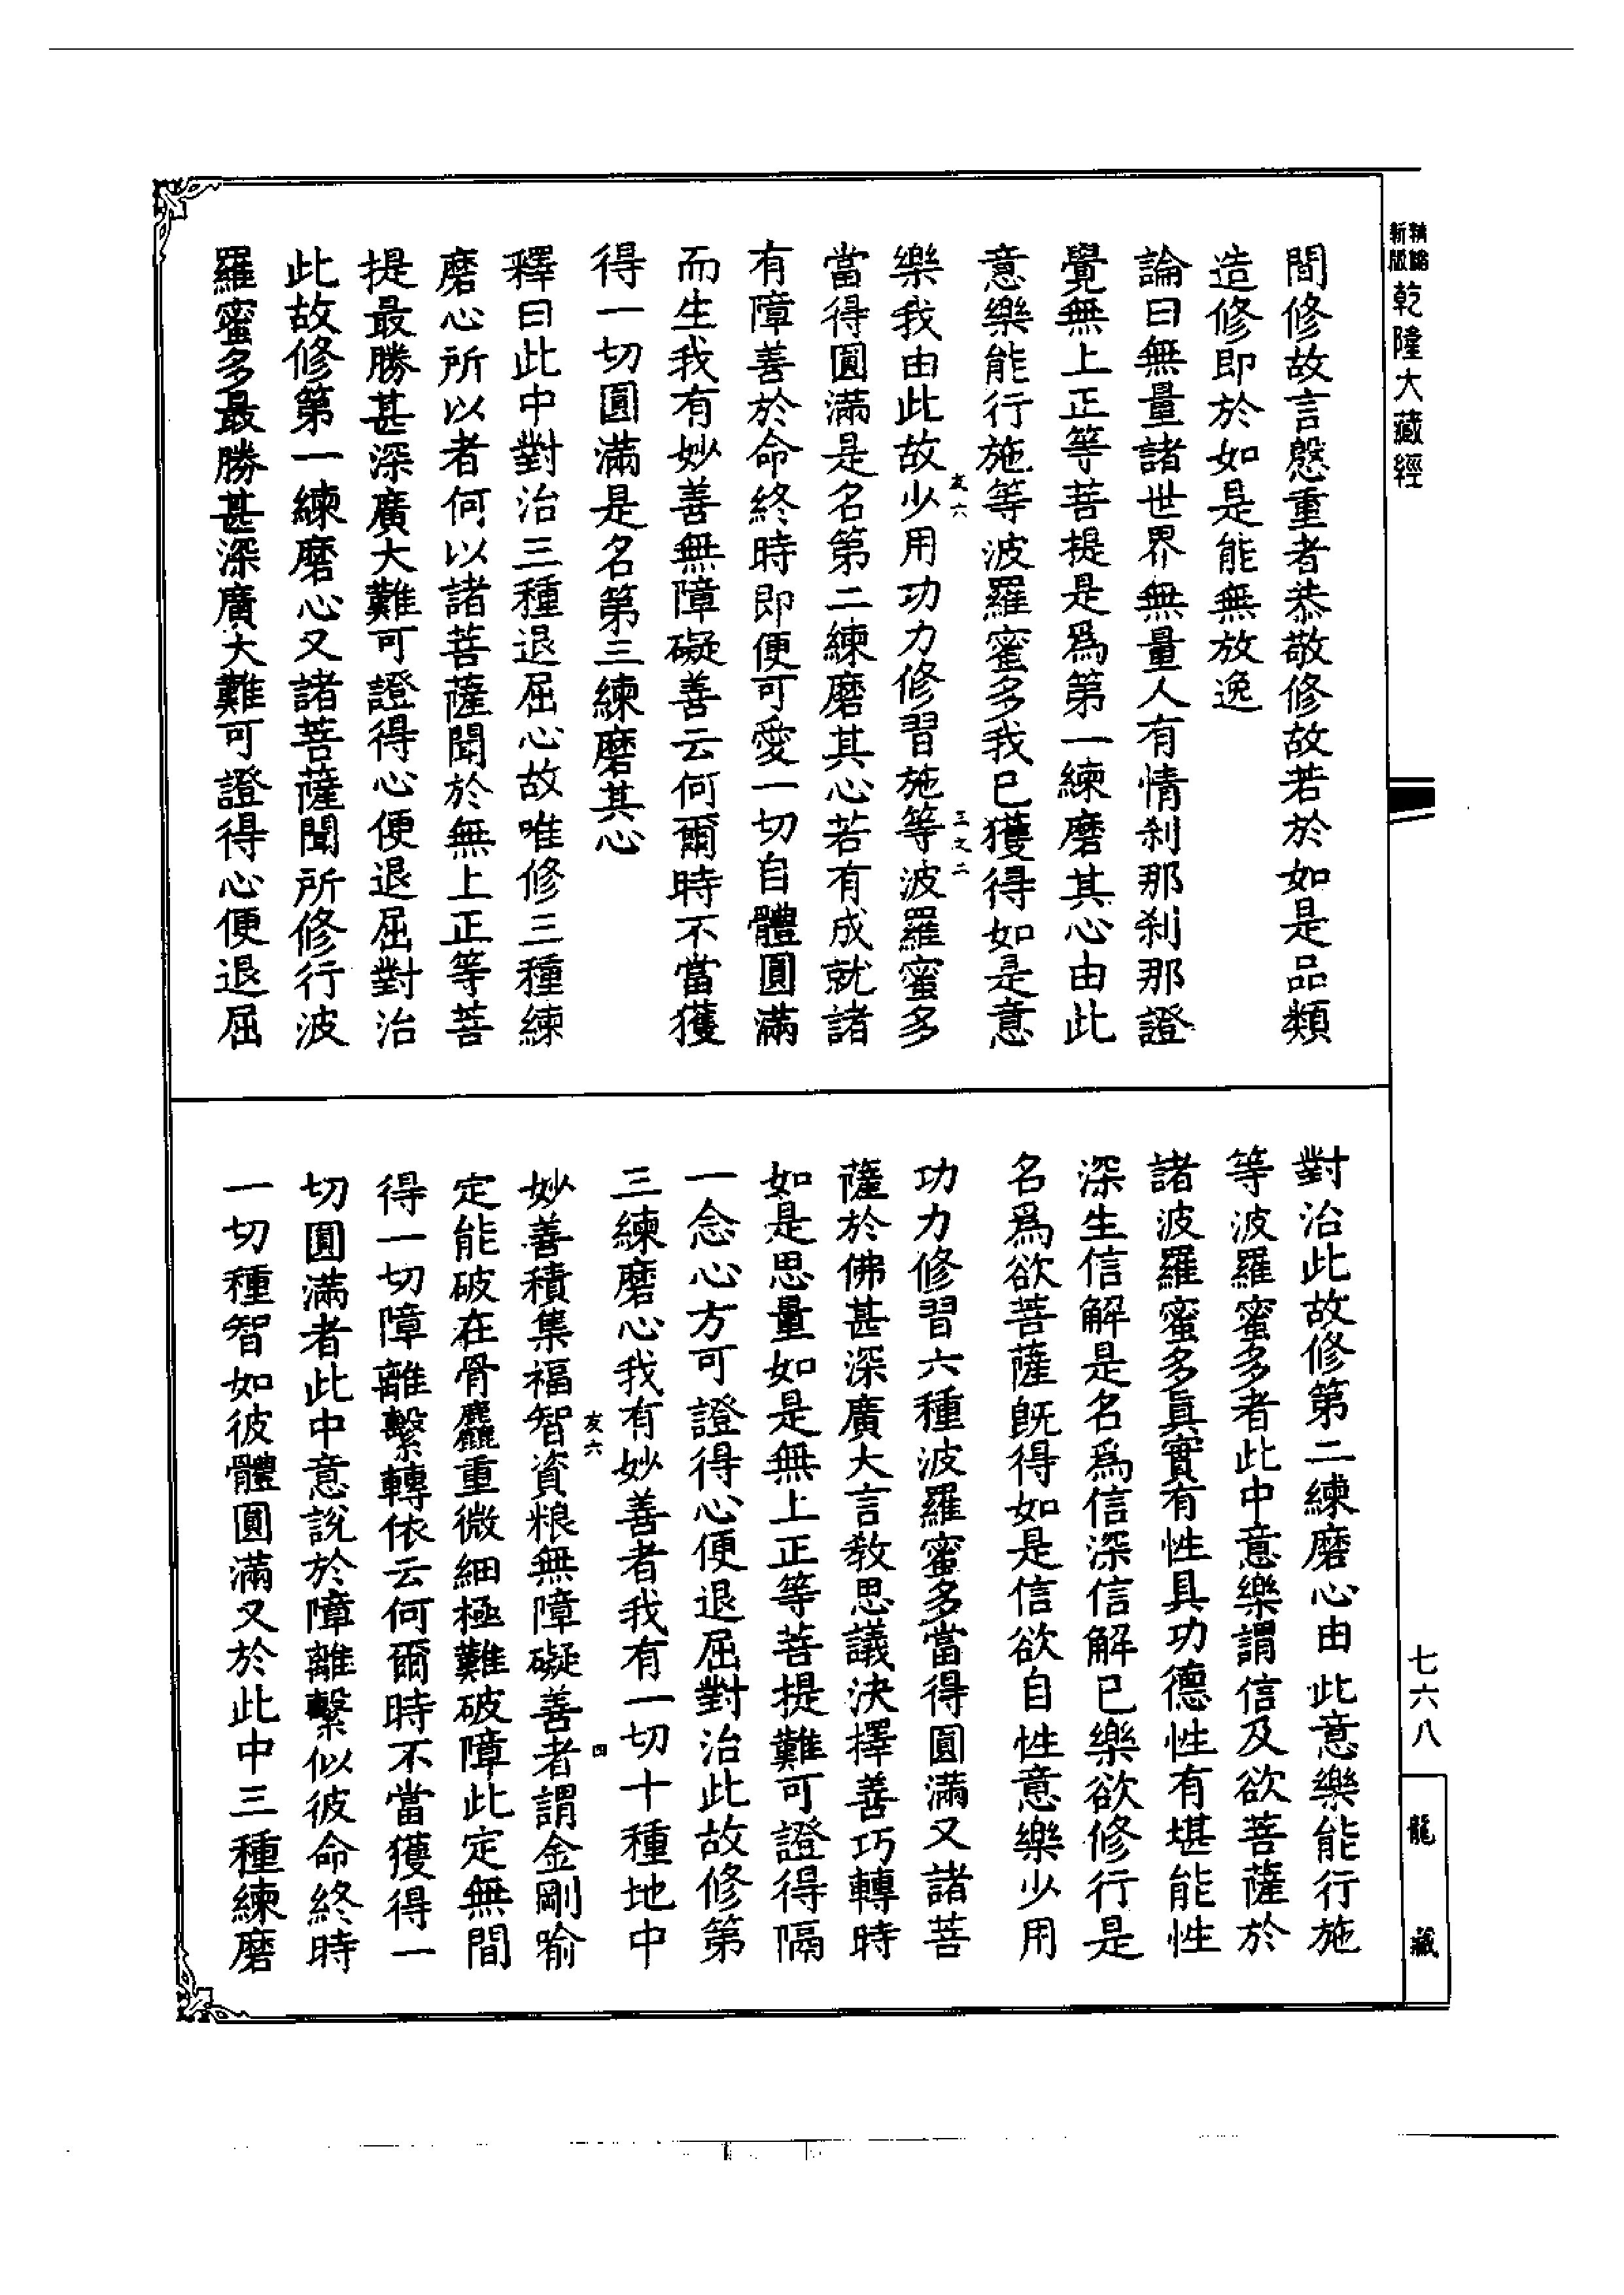 新版精縮乾隆大藏經
間修故言慇重者恭敬修故若於如是品類
造修即於如是能無放逸
論曰無量諸世界無量人有情刹那刹那證
覺無上正等菩提是爲第一練磨其心由此
意樂能行施等波羅蜜多我已獲得如是意
樂我由此故少用功力修習施等波羅蜜多
友六 三之二
當得圓滿是名第二練磨其心若有成就諸
有障善於命終時即便可愛一切自體圓滿
而生我有妙善無障礙善云何爾時不當獲
得一切圓滿是名第三練磨其心
釋曰此中對治三種退屈心故唯修三種練
磨心所以者何以諸菩薩聞於無上正等菩
提最勝甚深廣大難可證得心便退屈對治
此故修第一練磨心又諸菩薩聞所修行波
羅蜜多最勝甚深廣大難可證得心便退屈
對治此故修第二練磨心由此意樂能行施
等波羅蜜多者此中意樂謂信及欲菩薩於
諸波羅蜜多眞實有性具功德性有堪能性
深生信解是名爲信深信解已樂欲修行是
名爲欲菩薩旣得如是信欲自性意樂少用
功力修習六種波羅蜜多當得圓滿又諸菩
薩於佛甚深廣大言教思議決擇善巧轉時
如是思量如是無上正等菩提難可證得隔
一念心方可證得心便退屈對治此故修第
三練磨心我有妙善者我有一切十種地中
友六 四
妙善積集福智資粮無障礙善者謂金剛喻
定能破在骨麤重微細極難破障此定無間
得一切障離繫轉依云何爾時不當獲得一
切圓滿者此中意說於障離繫似彼命終時
一切種智如彼體圓滿又於此中三種練磨
七六八
龍藏